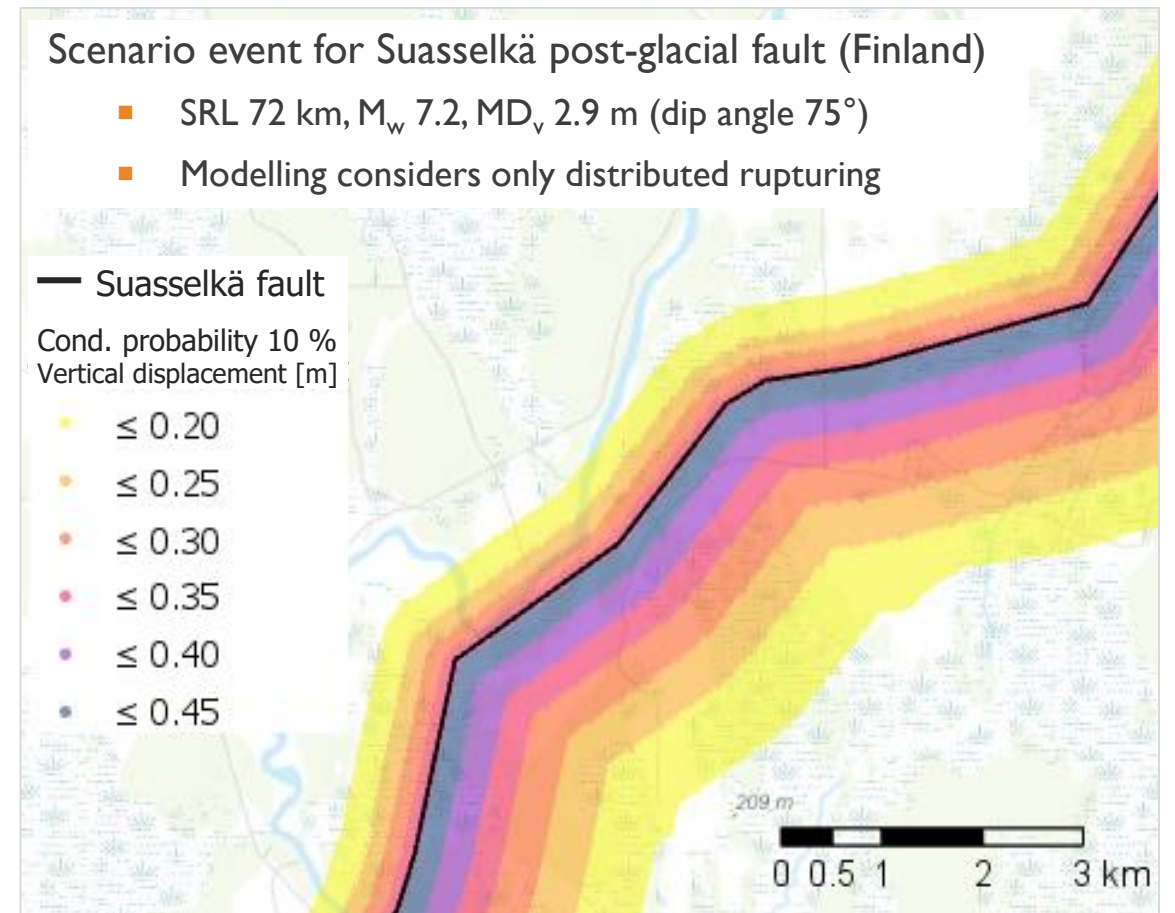 Scenario event for Suasselkä post-glacial fault (Finland)
SRL 72 km, Mw 7.2, MDv 2.9 m (dip angle 75°)
Modelling considers only distributed rupturing
Suasselkä fault
Cond. probability 10 %
Vertical displacement [m]
≤ 0.20
≤ 0.25
≤ 0.30
≤ 0.35
≤ 0.40
≤ 0.45
209 m
0 0.5 1 2 3 km